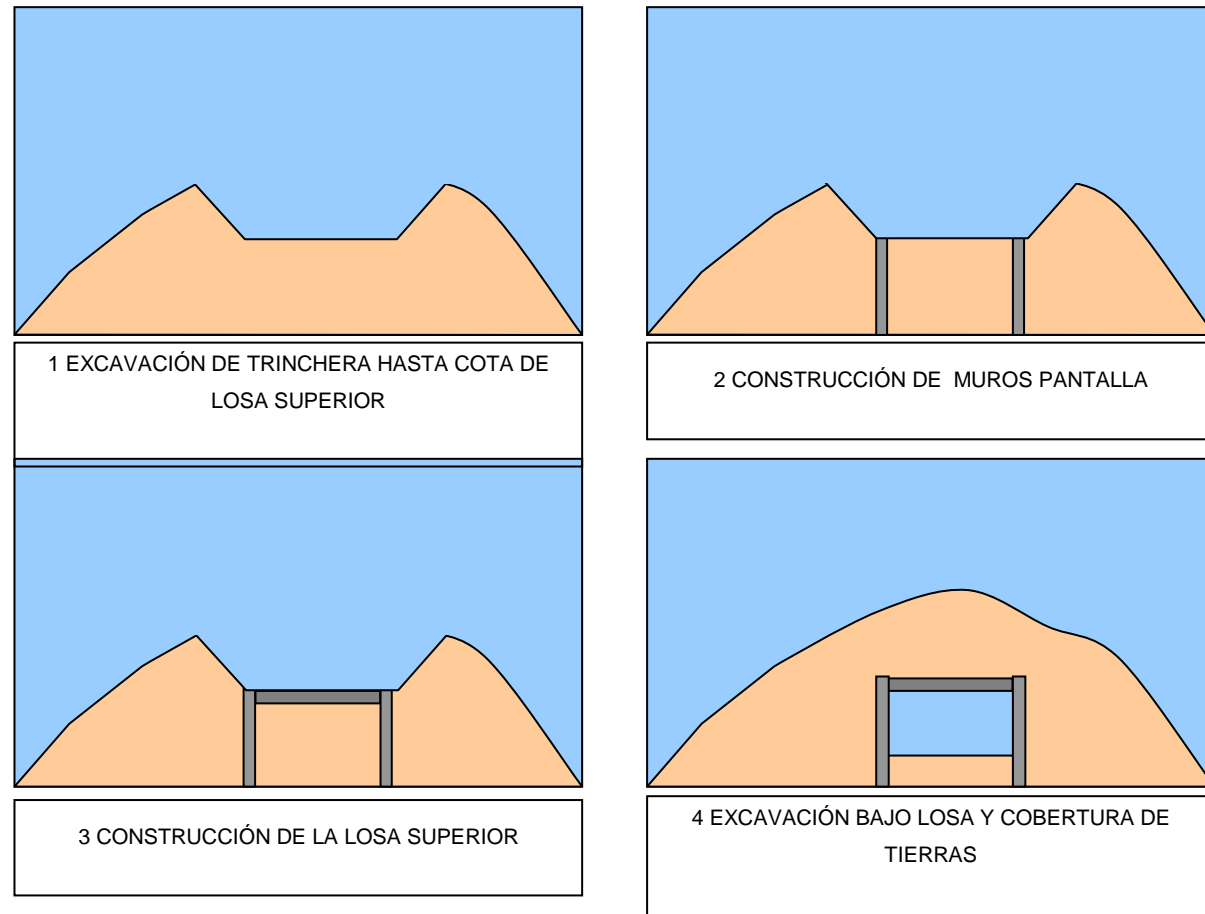 1 EXCAVACIÓN DE TRINCHERA HASTA COTA DE
LOSA SUPERIOR
2 CONSTRUCCIÓN DE MUROS PANTALLA
3 CONSTRUCCIÓN DE LA LOSA SUPERIOR
4 EXCAVACIÓN BAJO LOSA Y COBERTURA DE
TIERRAS